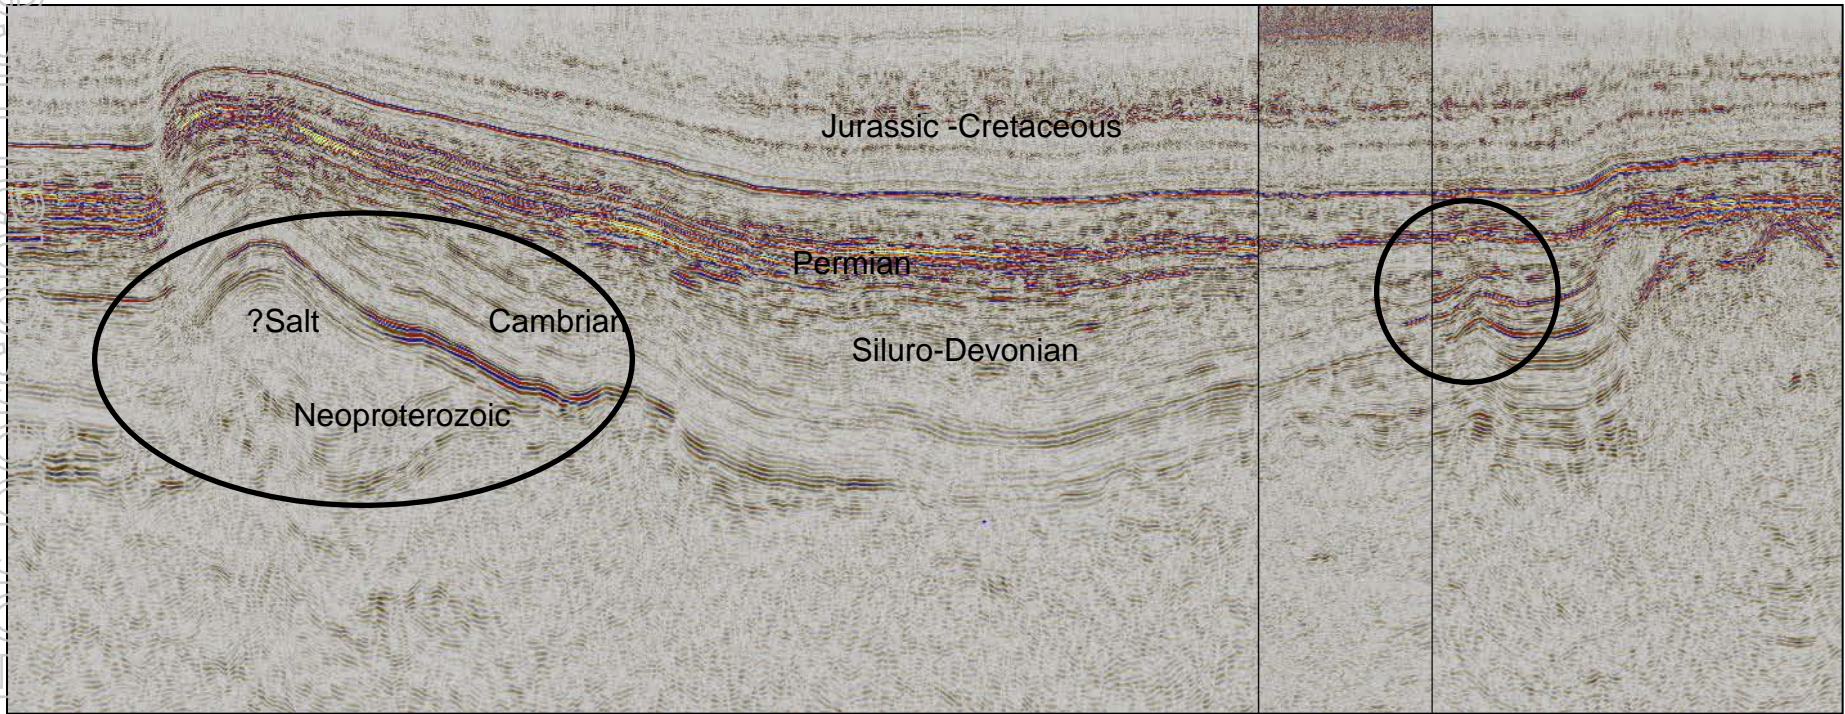 Jurassic -Cretaceous
Permian
?Salt
Cambrian
Siluro-Devonian
Neoproterozoic